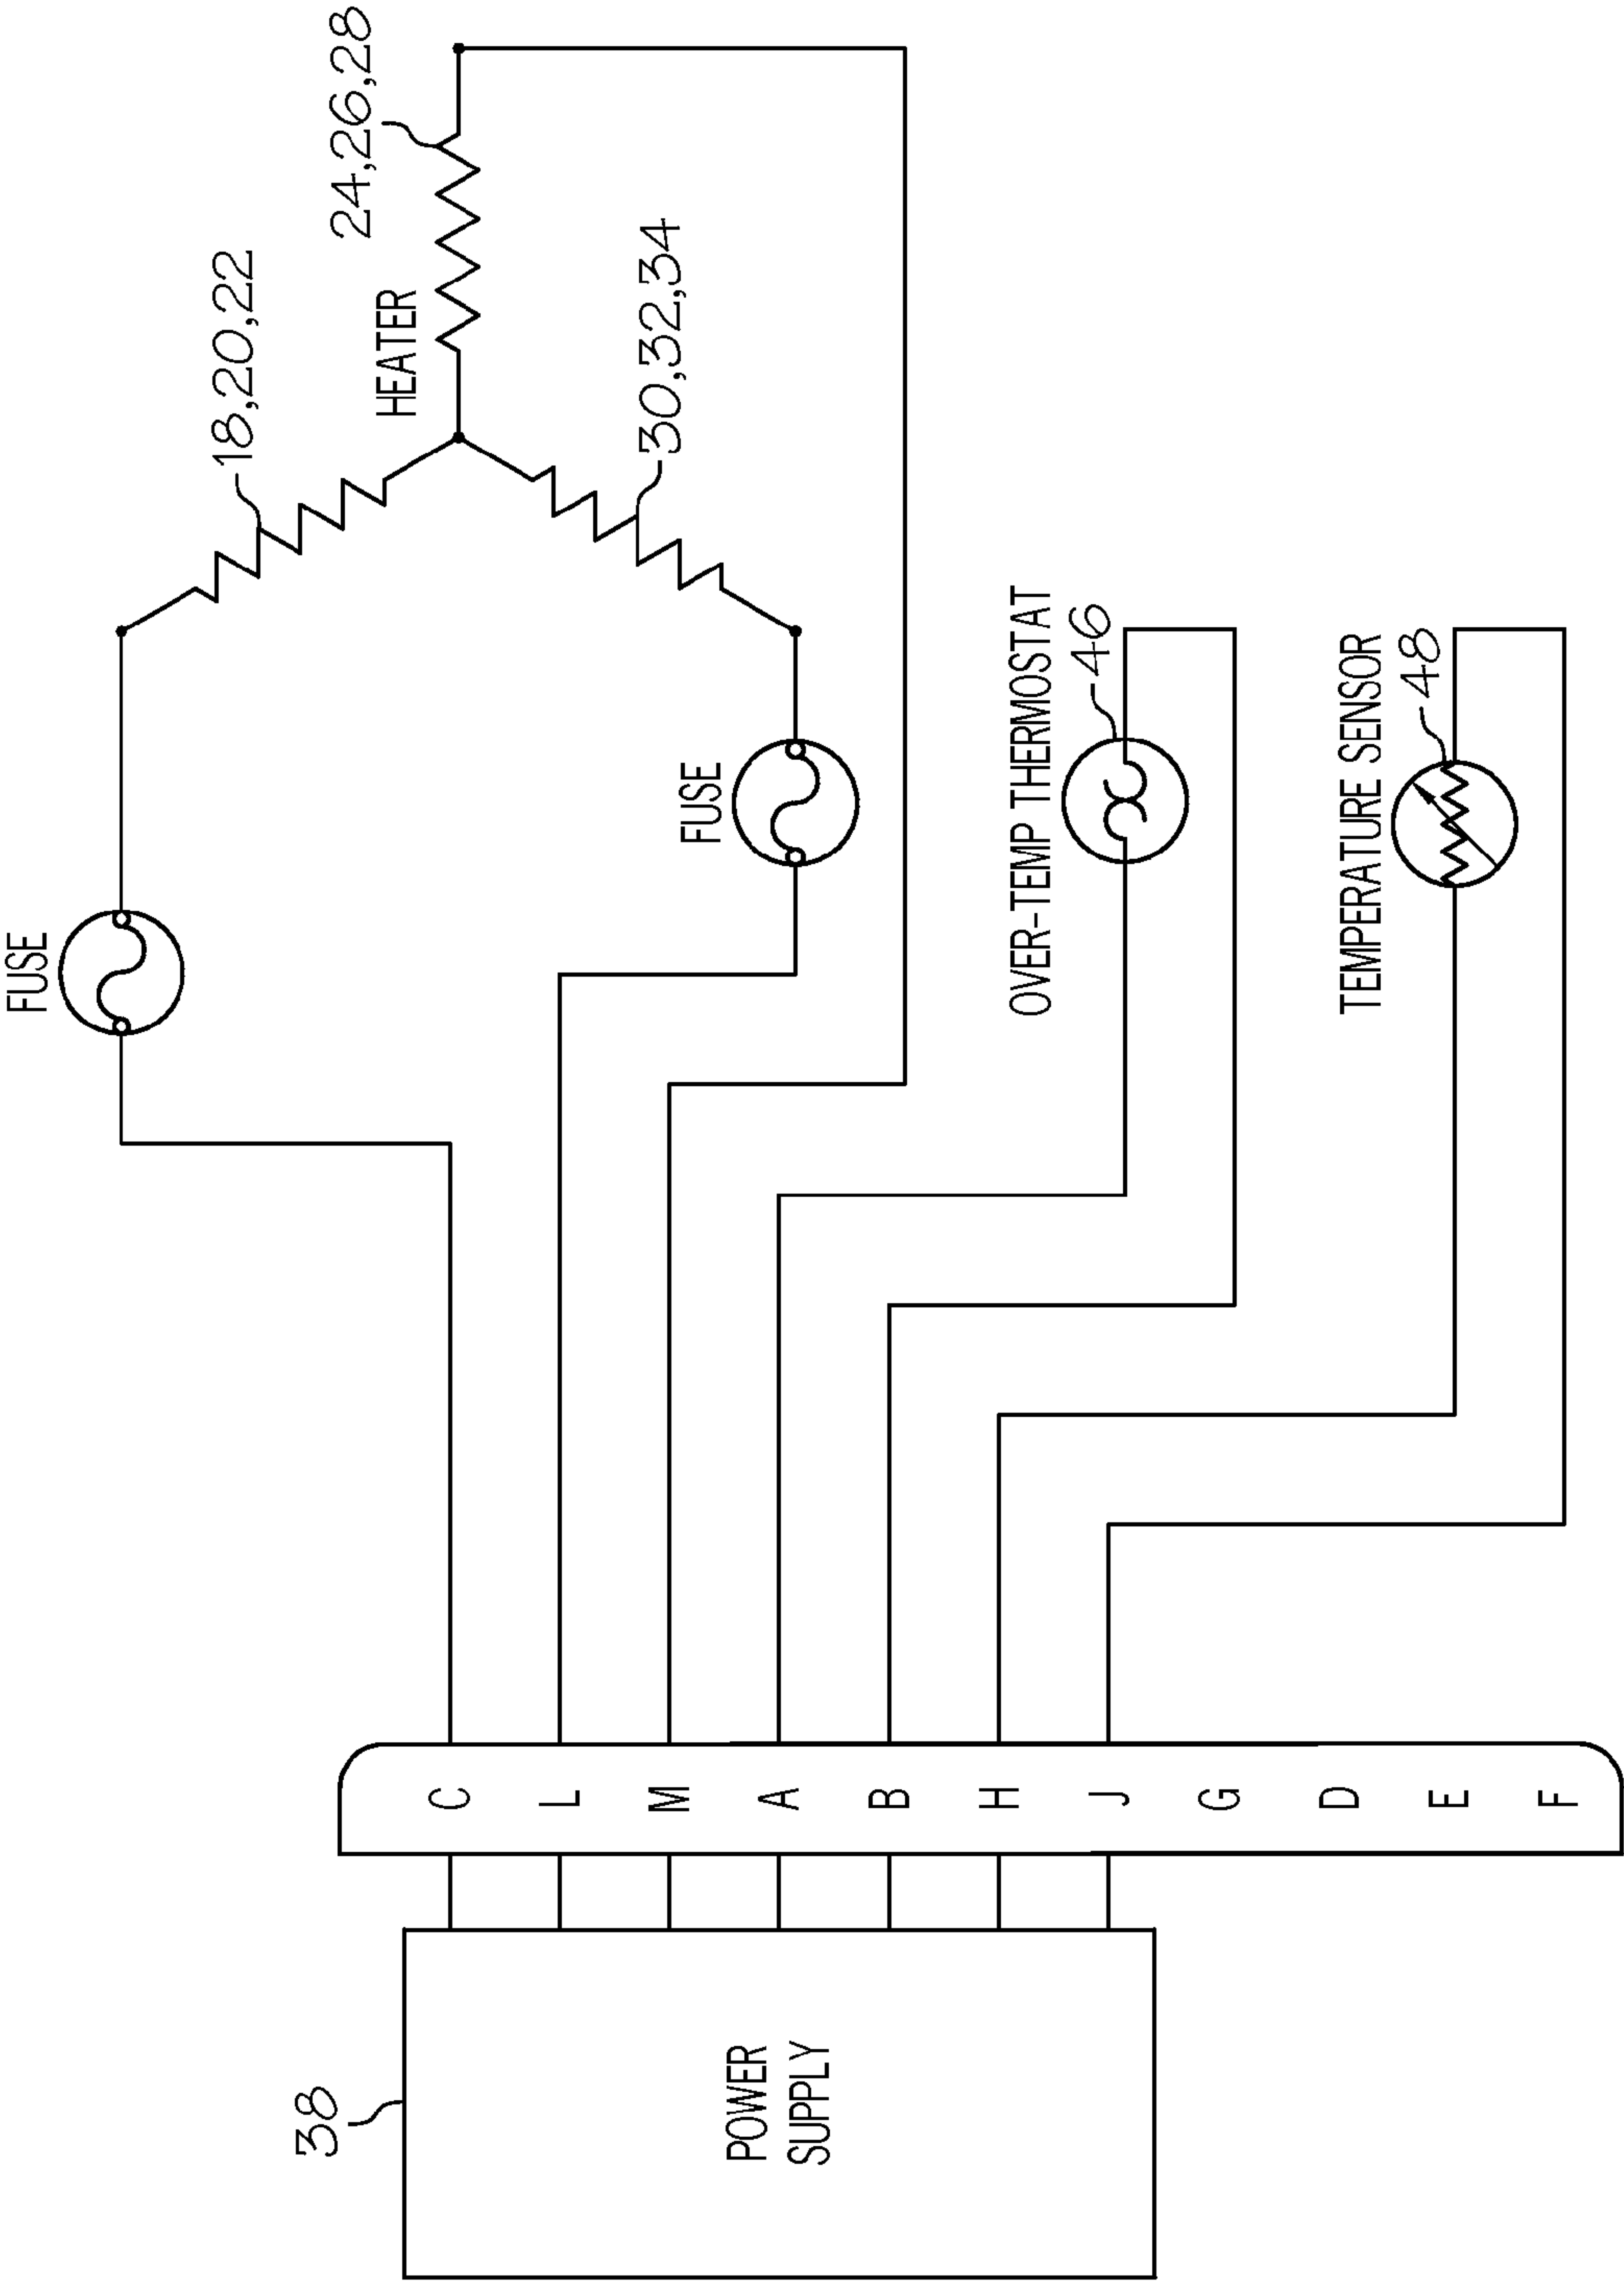 FUSE
18,20,22
24,26,28
HEATER
30,32,34
FUSE
OVER-TEMP THERMOSTAT
46
TEMPERATURE SENSOR
48
38
POWER
SUPPLY
C
L
M
A
B
H
J
G
D
E
F